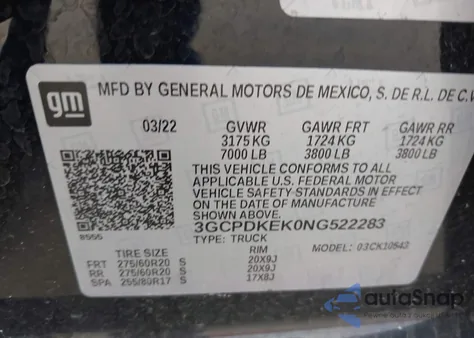 gm
MFD BY GENERAL MOTORS DE MEXICO, S. DE R.L. DE C.V
03/22 GVWR GAWR FRT GAWR RR
3175 KG 1724 KG 1724 KG
7000 LB 3800 LB 3800 LB
THIS VEHICLE CONFORMS TO ALL
APPLICABLE U.S. FEDERAL MOTOR
VEHICLE SAFETY STANDARDS IN EFFECT
ON THE DATE OF MANUFACTURE
SHOWN ABOVE.
3GCPDKEK0NG522283
TYPE: TRUCK MODEL: 03CK10543
8555
TIRE SIZE RIM
FRT 275/60R20 S 20X9J
RR 275/60R20 S 20X9J
SPA 255/80R17 S 17X8J
autoSnap